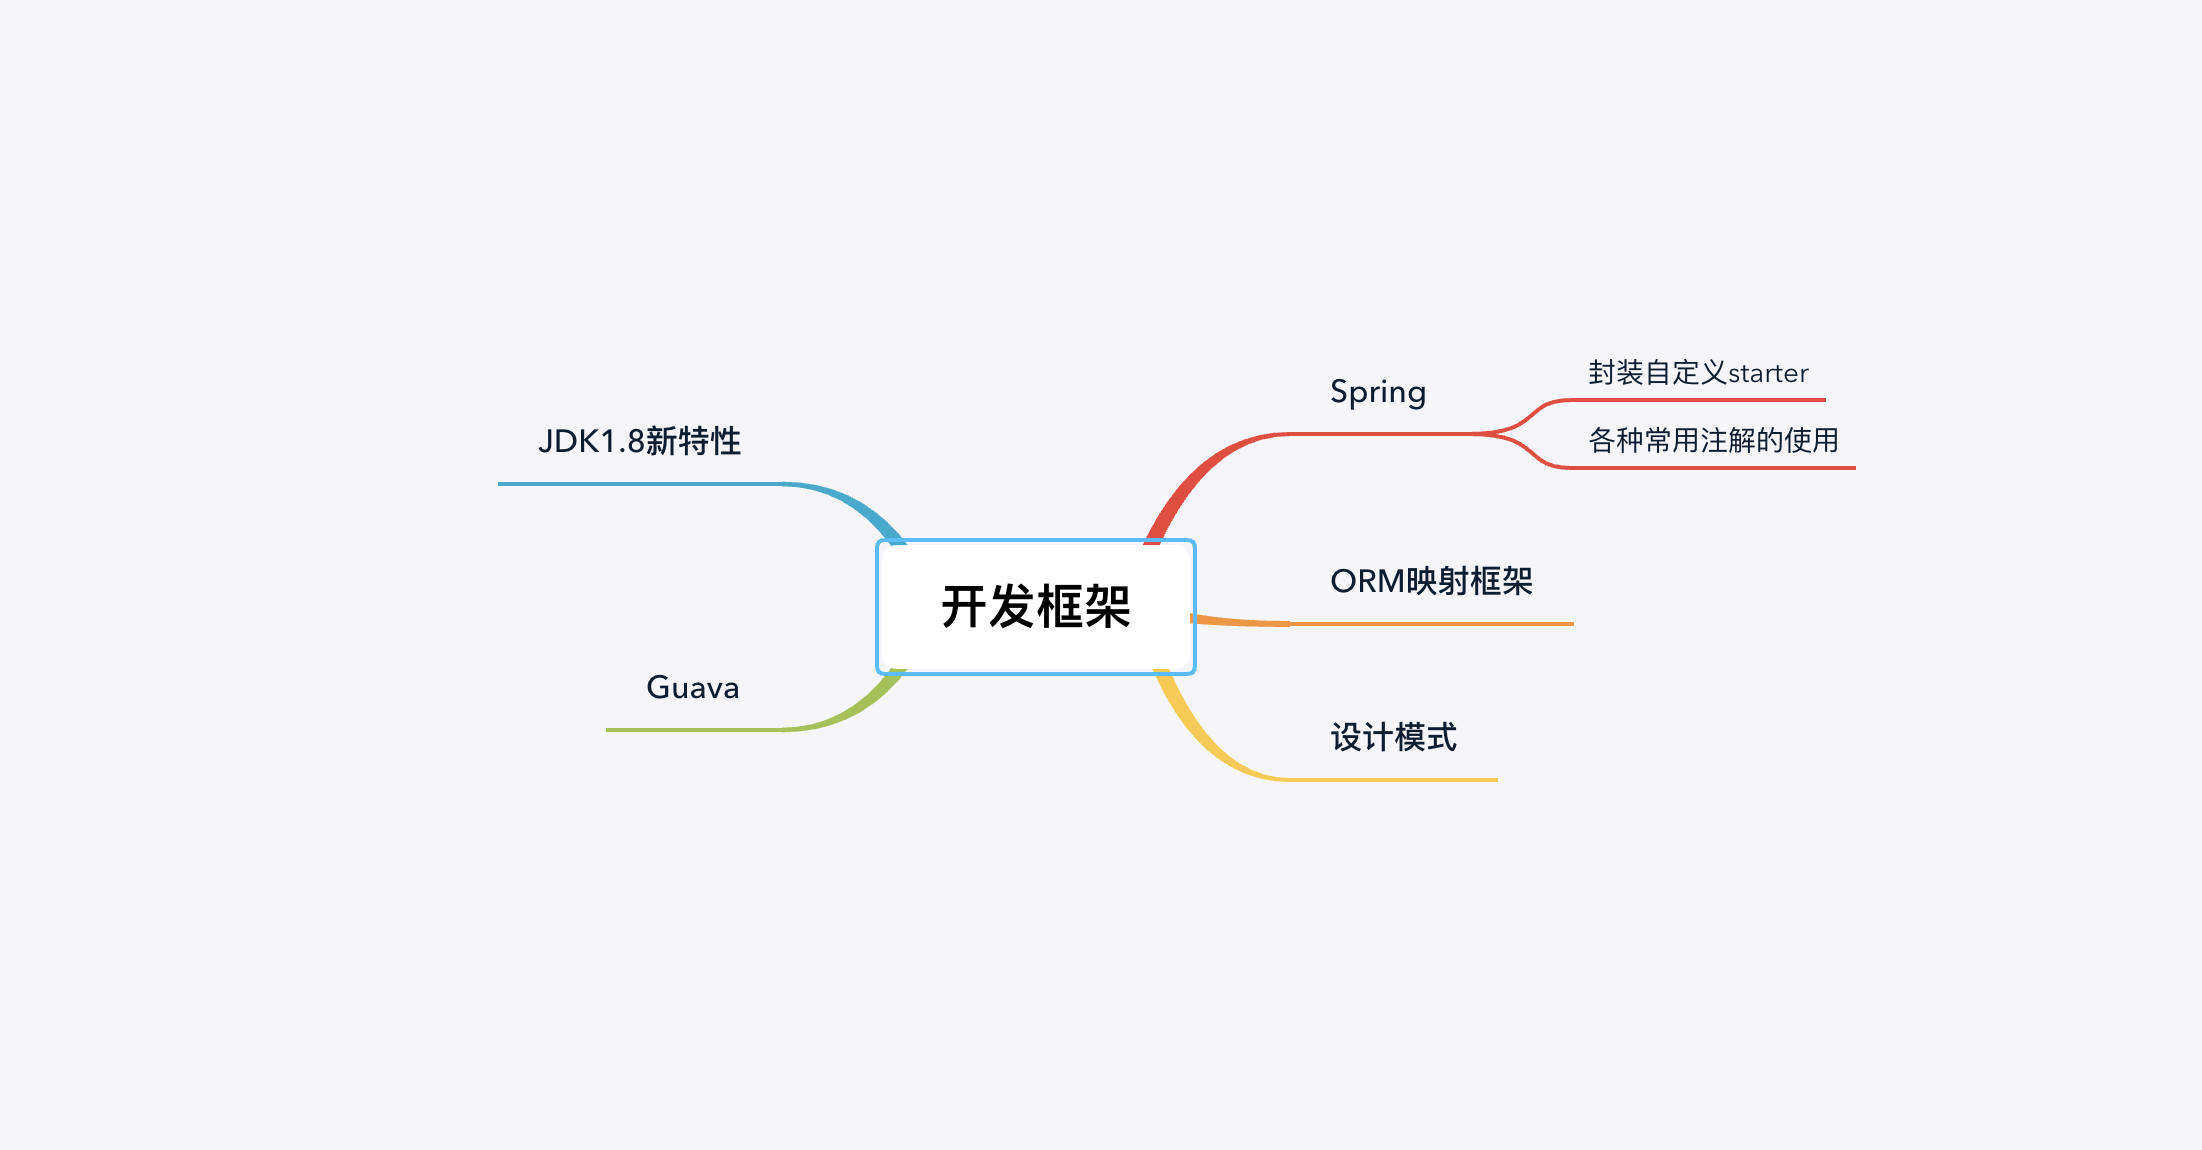 开发框架
Spring
封装自定义starter
各种常用注解的使用
ORM映射框架
设计模式
JDK1.8新特性
Guava